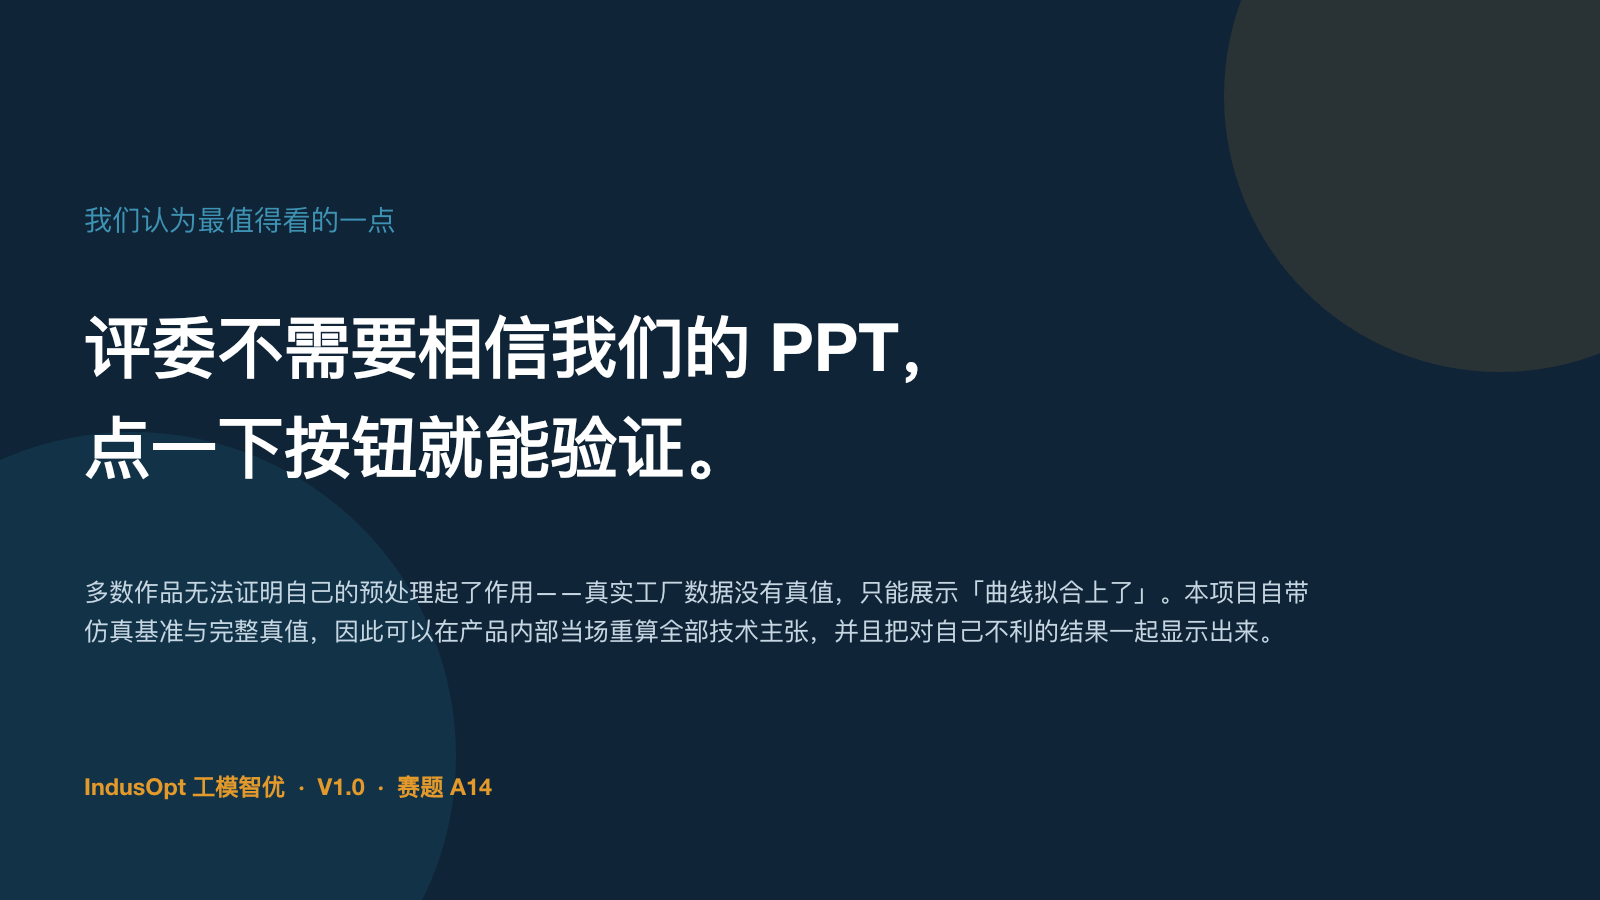 我们认为最值得看的一点
评委不需要相信我们的 PPT，
点一下按钮就能验证。
多数作品无法证明自己的预处理起了作用——真实工厂数据没有真值，只能展示「曲线拟合上了」。本项目自带
仿真基准与完整真值，因此可以在产品内部当场重算全部技术主张，并且把对自己不利的结果一起显示出来。
IndusOpt 工模智优 · V1.0 · 赛题 A14